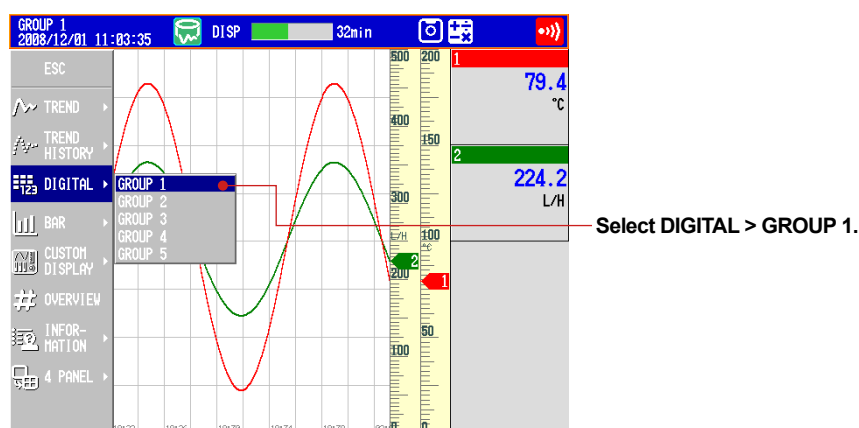 GROUP 1
2008/12/01 11:03:35
DISP
32min
ESC
TREND
TREND
HISTORY
DIGITAL
BAR
CUSTOM
DISPLAY
OVERVIEW
INFOR-
MATION
4 PANEL
GROUP 1
GROUP 2
GROUP 3
GROUP 4
GROUP 5
500
400
300
L/H
200
100
200
150
100
°C
50
0
2
1
1
79.4
°C
2
224.2
L/H
Select DIGITAL > GROUP 1.